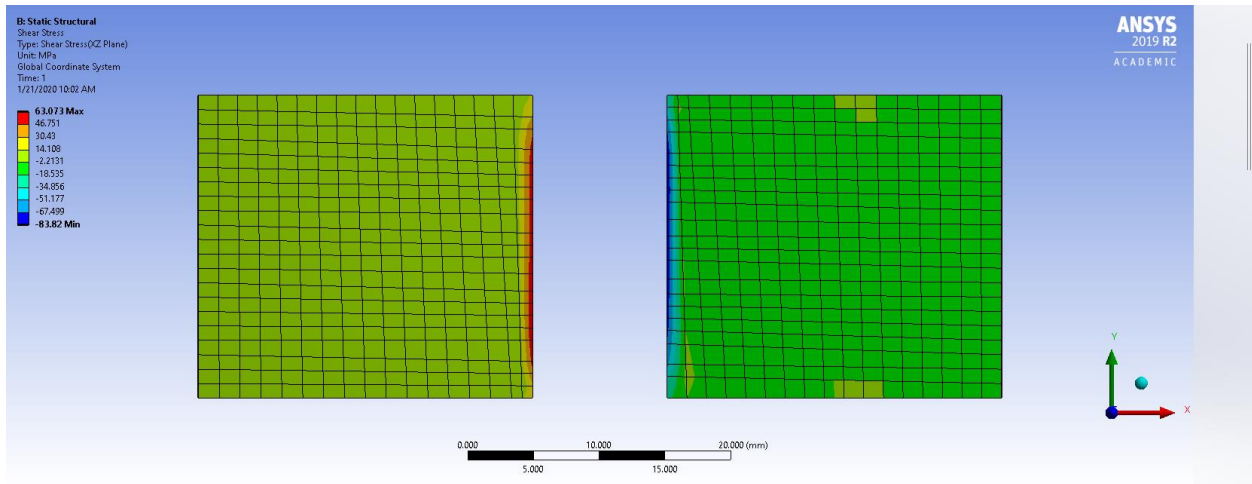 B: Static Structural
Shear Stress
Type: Shear Stress(XZ Plane)
Unit: MPa
Global Coordinate System
Time: 1
1/21/2020 10:02 AM
63.073 Max
46.751
30.43
14.108
-2.2131
-18.535
-34.856
-51.177
-67.499
-83.82 Min
ANSYS
2019 R2
ACADEMIC
Y
X
0.000 10.000 20.000 (mm)
5.000 15.000